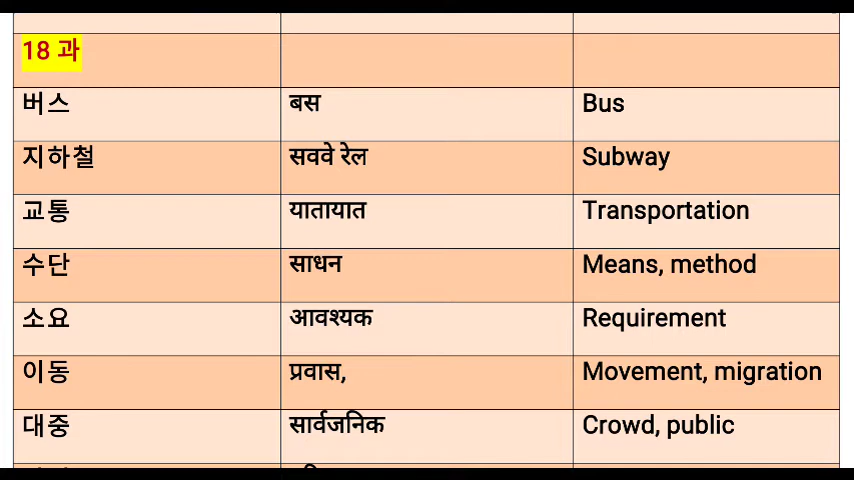 18 과
버스 बस Bus
지하철 सववे रेल Subway
교통 यातायात Transportation
수단 साधन Means, method
소요 आवश्यक Requirement
이동 प्रवास, Movement, migration
대중 सार्वजनिक Crowd, public